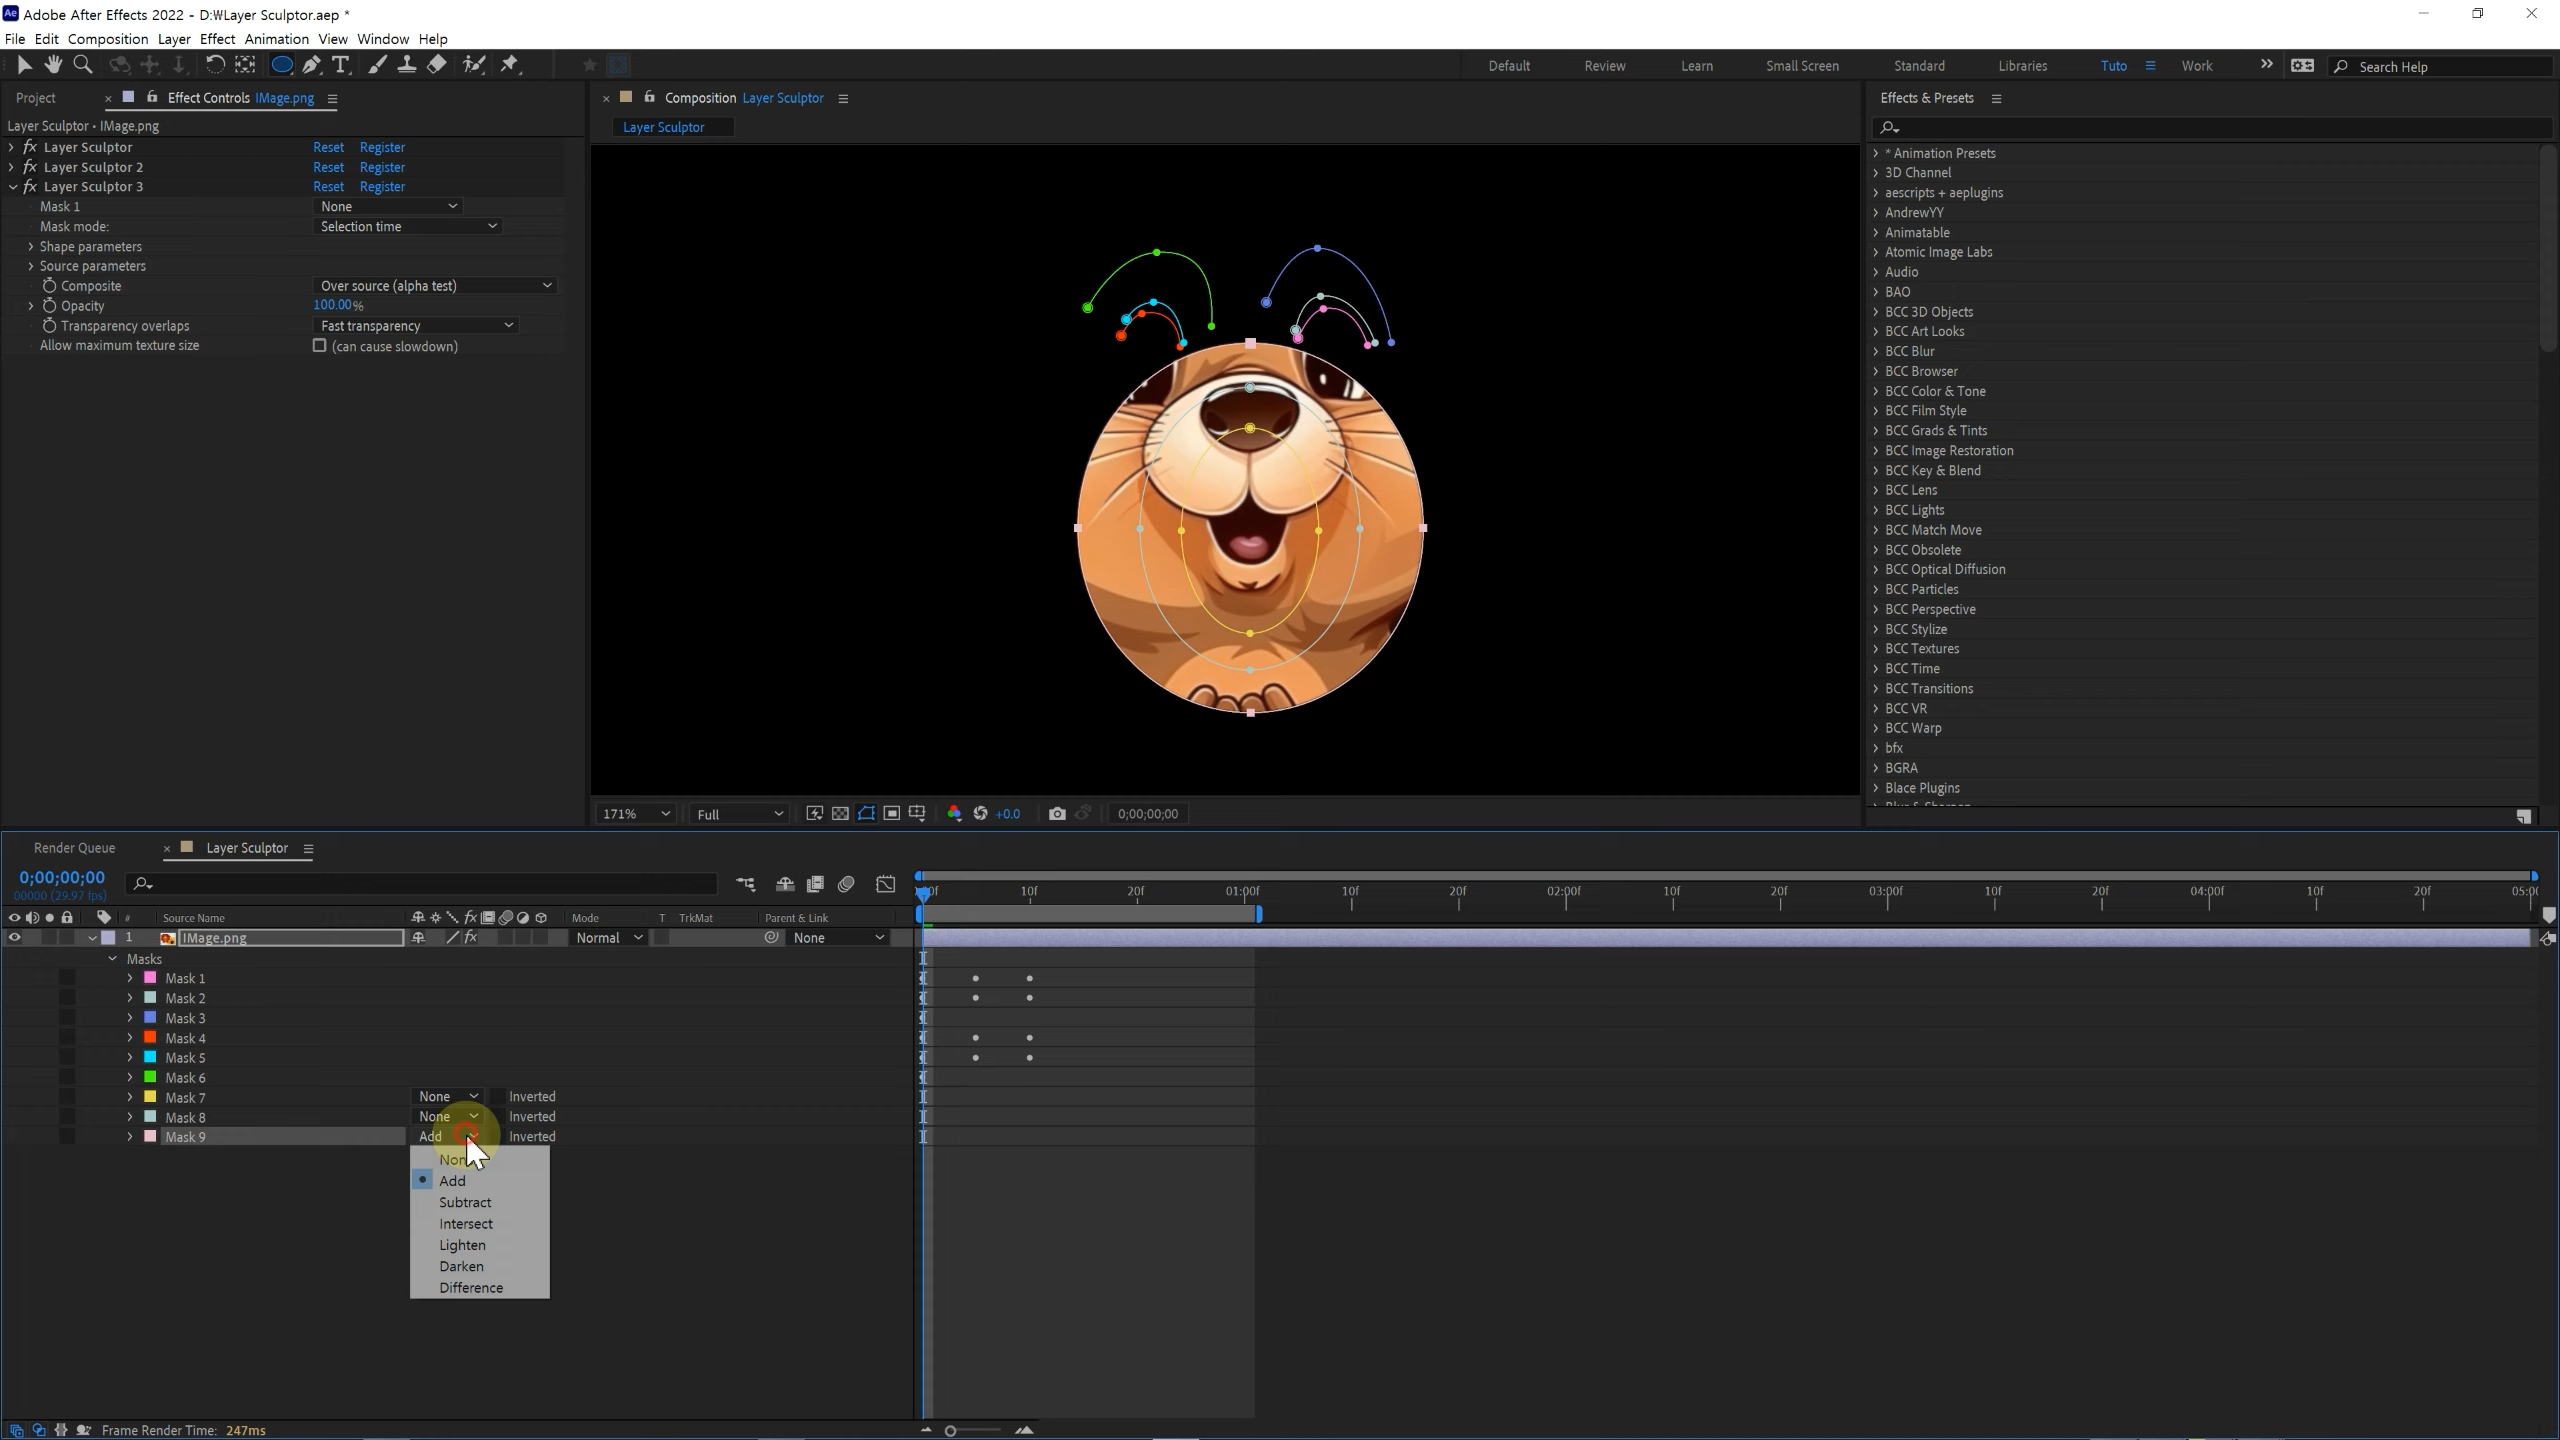 Adobe After Effects 2022 - D:₩Layer Sculptor.aep *
File Edit Composition Layer Effect Animation View Window Help
Default Review Learn Small Screen Standard Libraries Tuto Work Search Help
Project Effect Controls IMage.png
Layer Sculptor • IMage.png
Layer Sculptor Reset Register
Layer Sculptor 2 Reset Register
Layer Sculptor 3 Reset Register
Mask 1 None
Mask mode: Selection time
Shape parameters
Source parameters
Composite Over source (alpha test)
Opacity 100.00%
Transparency overlaps Fast transparency
Allow maximum texture size (can cause slowdown)
Composition Layer Sculptor
Layer Sculptor
171% Full +0.0 0;00;00;00
Effects & Presets
* Animation Presets
3D Channel
aescripts + aeplugins
AndrewYY
Animatable
Atomic Image Labs
Audio
BAO
BCC 3D Objects
BCC Art Looks
BCC Blur
BCC Browser
BCC Color & Tone
BCC Film Style
BCC Grads & Tints
BCC Image Restoration
BCC Key & Blend
BCC Lens
BCC Lights
BCC Match Move
BCC Obsolete
BCC Optical Diffusion
BCC Particles
BCC Perspective
BCC Stylize
BCC Textures
BCC Time
BCC Transitions
BCC VR
BCC Warp
bfx
BGRA
Blace Plugins
Render Queue Layer Sculptor
0;00;00;00
00000 (29.97 fps)
10f 20f 01:00f 10f 20f 02:00f 10f 20f 03:00f 10f 20f 04:00f 10f 20f
# Source Name Mode T TrkMat Parent & Link
1 IMage.png Normal None
Masks
Mask 1
Mask 2
Mask 3
Mask 4
Mask 5
Mask 6
Mask 7 None Inverted
Mask 8 None Inverted
Mask 9 Add Inverted
Add
Subtract
Intersect
Lighten
Darken
Difference
Frame Render Time: 247ms